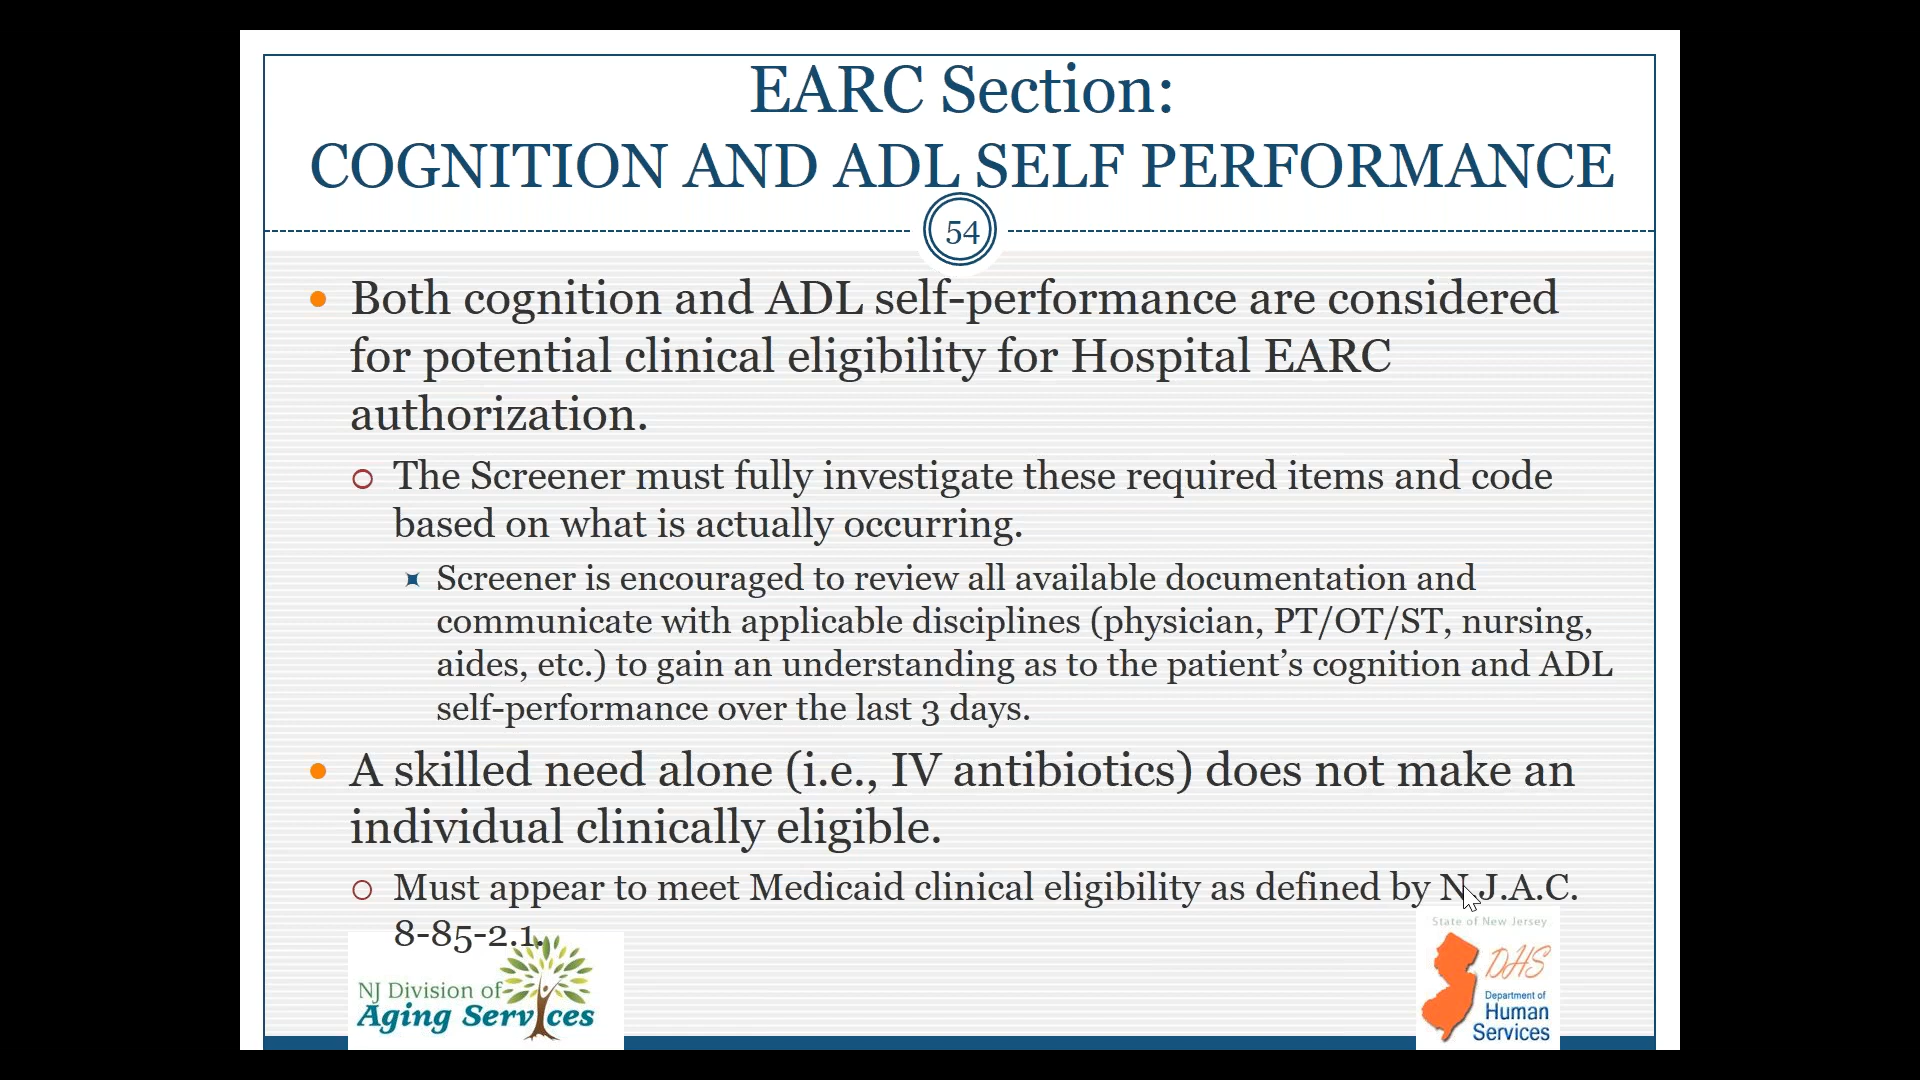 EARC Section:
COGNITION AND ADL SELF PERFORMANCE
54
Both cognition and ADL self-performance are considered
for potential clinical eligibility for Hospital EARC
authorization.
The Screener must fully investigate these required items and code
based on what is actually occurring.
Screener is encouraged to review all available documentation and
communicate with applicable disciplines (physician, PT/OT/ST, nursing,
aides, etc.) to gain an understanding as to the patient’s cognition and ADL
self-performance over the last 3 days.
A skilled need alone (i.e., IV antibiotics) does not make an
individual clinically eligible.
Must appear to meet Medicaid clinical eligibility as defined by N.J.A.C.
8-85-2.1.
NJ Division of
Aging Services
State of New Jersey
DHS
Department of
Human
Services